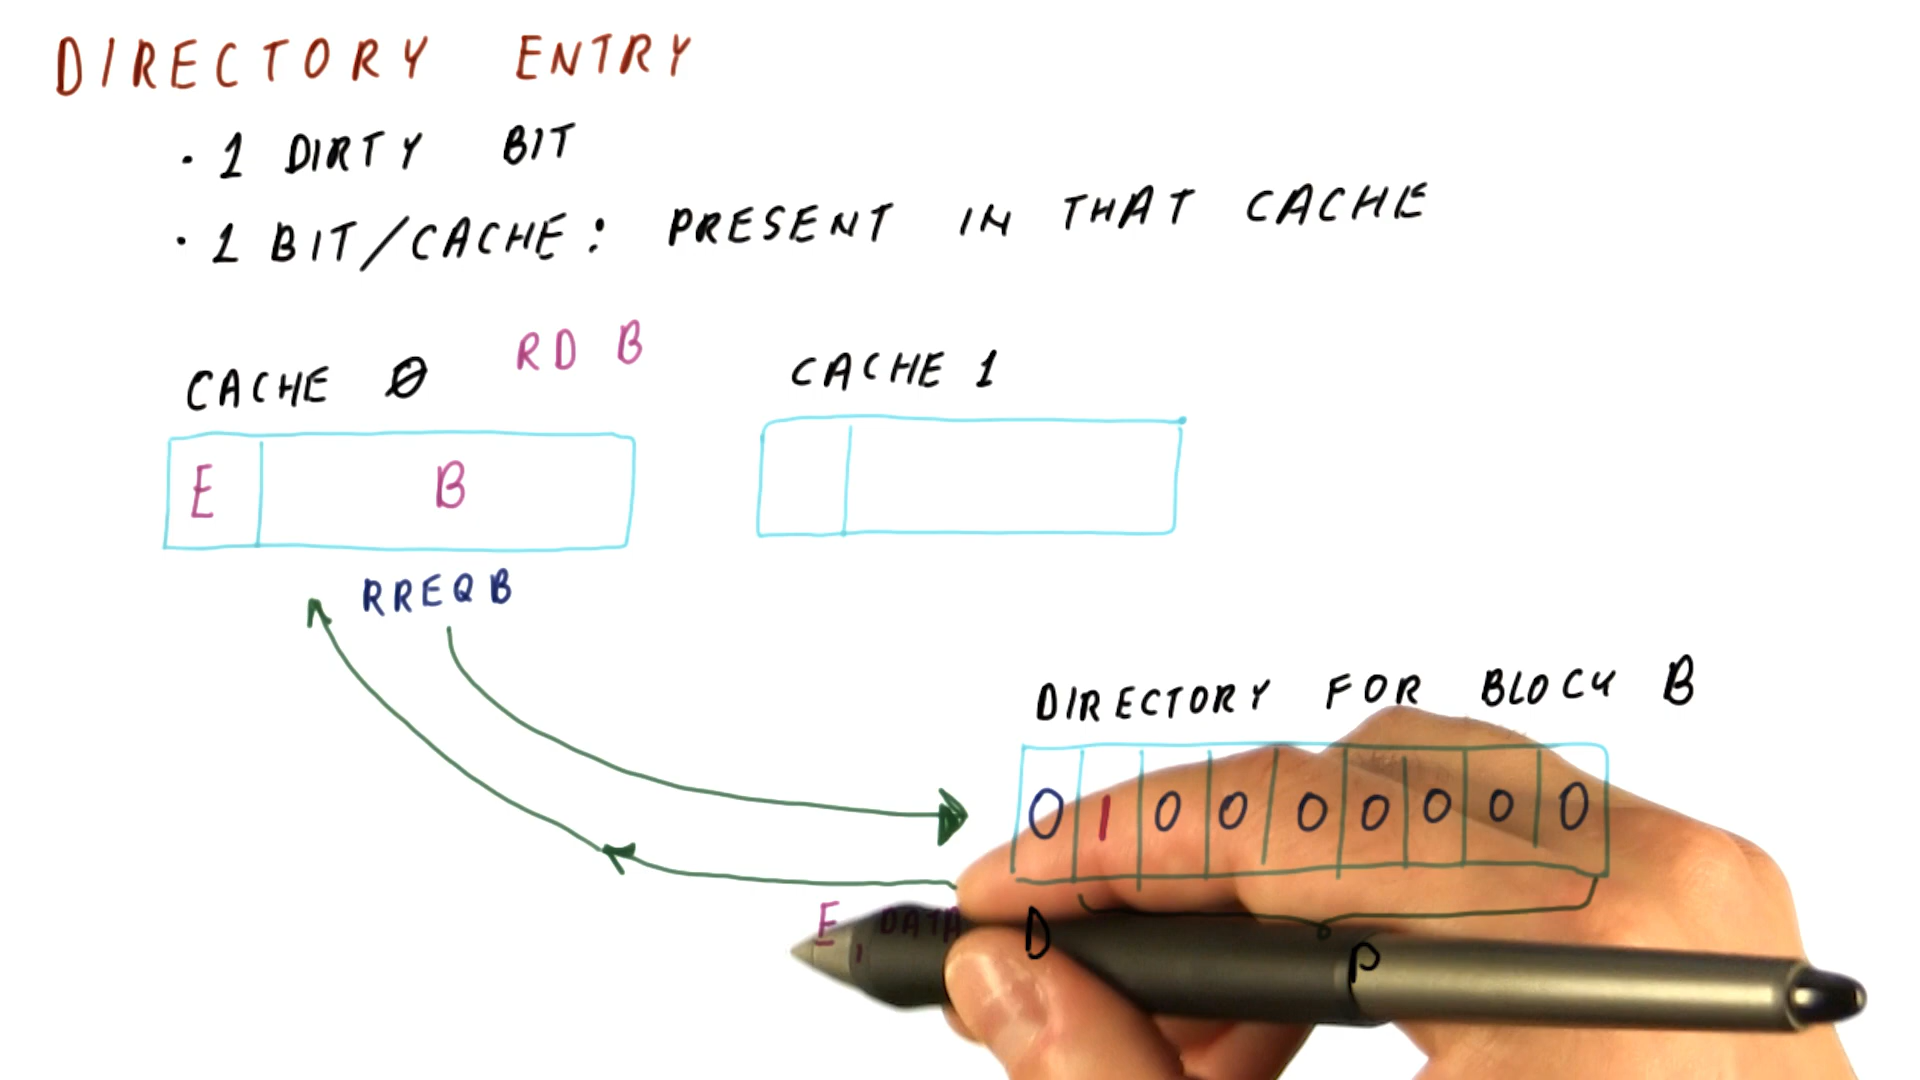 DIRECTORY ENTRY
· 1 DIRTY BIT
· 1 BIT/CACHE: PRESENT IN THAT CACHE
CACHE 0 RD B
CACHE 1
E B
RREQ B
DIRECTORY FOR BLOCK B
0 1 0 0 0 0 0 0 0
E, DATA
D
P